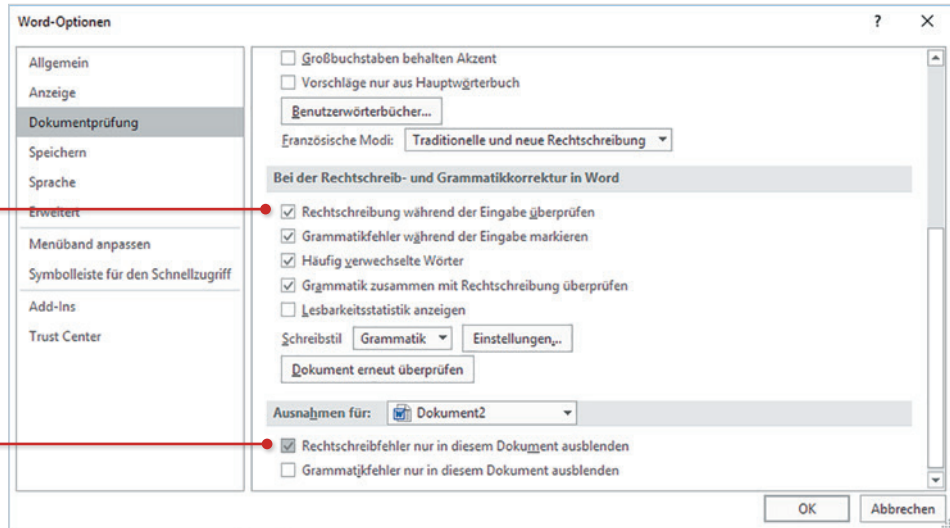 Word-Optionen ? ×
Allgemein
Anzeige
Dokumentprüfung
Speichern
Sprache
Erweitert
Menüband anpassen
Symbolleiste für den Schnellzugriff
Add-Ins
Trust Center
Großbuchstaben behalten Akzent
Vorschläge nur aus Hauptwörterbuch
Benutzerwörterbücher...
Französische Modi: Traditionelle und neue Rechtschreibung
Bei der Rechtschreib- und Grammatikkorrektur in Word
Rechtschreibung während der Eingabe überprüfen
Grammatikfehler während der Eingabe markieren
Häufig verwechselte Wörter
Grammatik zusammen mit Rechtschreibung überprüfen
Lesbarkeitsstatistik anzeigen
Schreibstil Grammatik Einstellungen...
Dokument erneut überprüfen
Ausnahmen für: Dokument2
Rechtschreibfehler nur in diesem Dokument ausblenden
Grammatikfehler nur in diesem Dokument ausblenden
OK Abbrechen